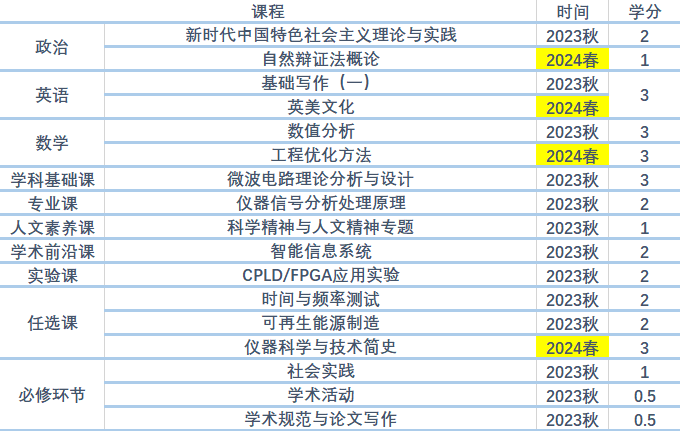 课程 时间 学分
政治 新时代中国特色社会主义理论与实践 2023秋 2
自然辩证法概论 2024春 1
英语 基础写作（一） 2023秋 3
英美文化 2024春
数学 数值分析 2023秋 3
工程优化方法 2024春 3
学科基础课 微波电路理论分析与设计 2023秋 3
专业课 仪器信号分析处理原理 2023秋 2
人文素养课 科学精神与人文精神专题 2023秋 1
学术前沿课 智能信息系统 2023秋 2
实验课 CPLD/FPGA应用实验 2023秋 2
任选课 时间与频率测试 2023秋 2
可再生能源制造 2023秋 2
仪器科学与技术简史 2024春 3
必修环节 社会实践 2023秋 1
学术活动 2023秋 0.5
学术规范与论文写作 2023秋 0.5